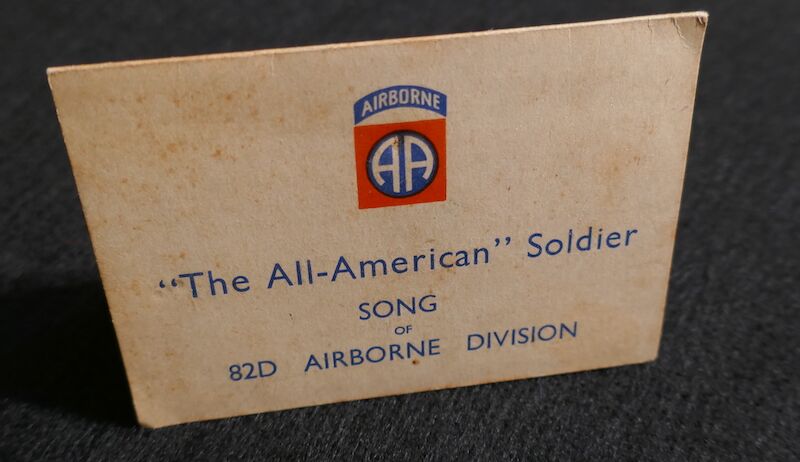 AIRBORNE
AA
“The All-American” Soldier
SONG
OF
82D AIRBORNE DIVISION